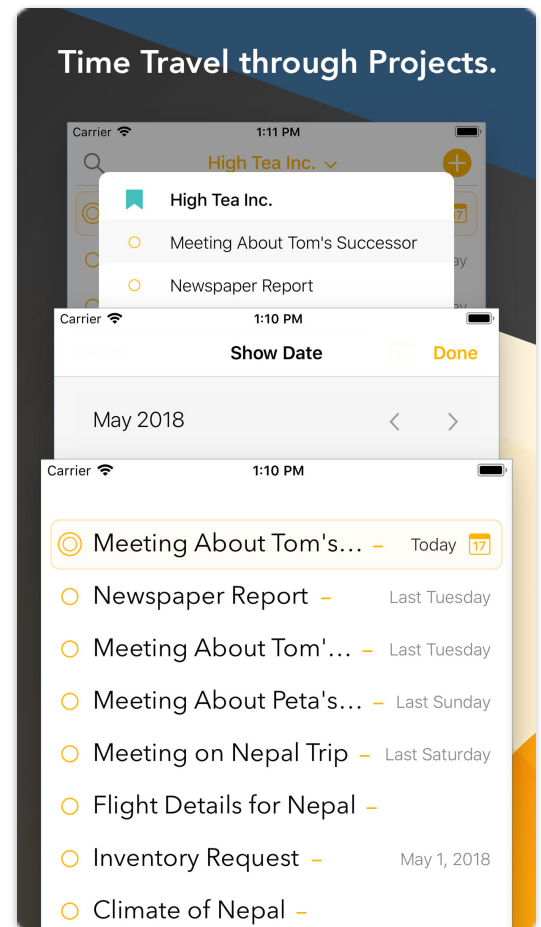 Time Travel through Projects.
Carrier 1:11 PM
High Tea Inc.
17
High Tea Inc.
Meeting About Tom's Successor
ay
Newspaper Report
ay
Carrier 1:10 PM
Show Date Done
May 2018
Carrier 1:10 PM
Meeting About Tom's... – Today 17
Newspaper Report – Last Tuesday
Meeting About Tom'... – Last Tuesday
Meeting About Peta's... – Last Sunday
Meeting on Nepal Trip – Last Saturday
Flight Details for Nepal –
Inventory Request – May 1, 2018
Climate of Nepal –